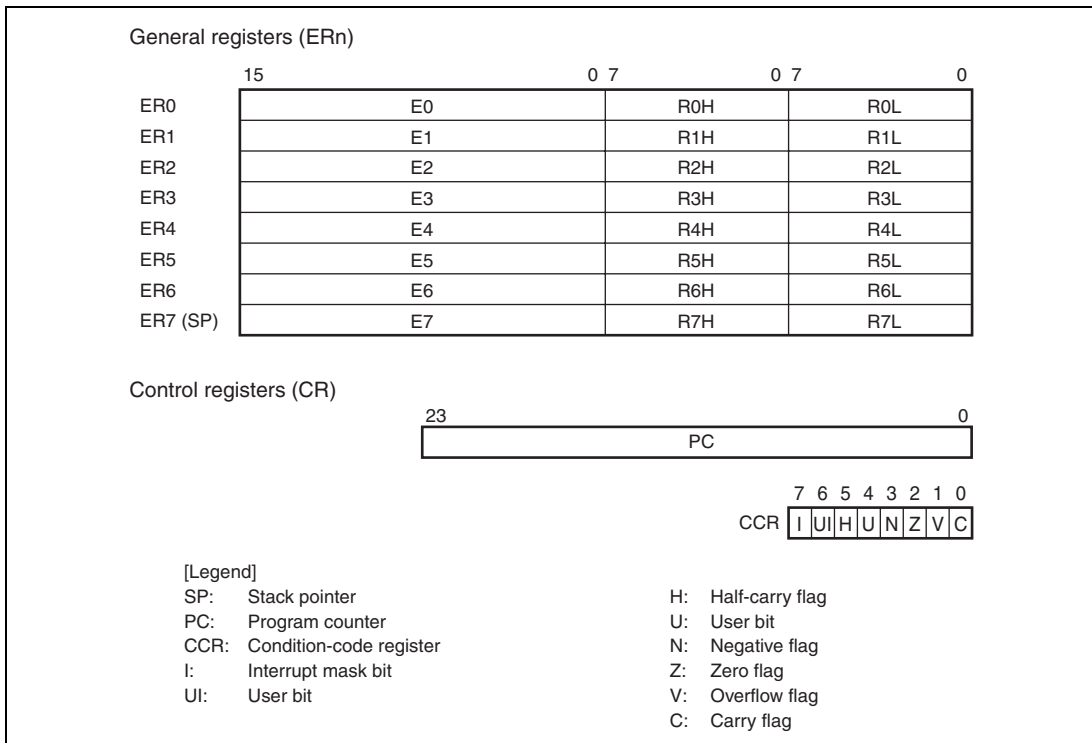 General registers (ERn)
15 0 7 0 7 0
ER0 E0 R0H R0L
ER1 E1 R1H R1L
ER2 E2 R2H R2L
ER3 E3 R3H R3L
ER4 E4 R4H R4L
ER5 E5 R5H R5L
ER6 E6 R6H R6L
ER7 (SP) E7 R7H R7L
Control registers (CR)
23 0
PC
7 6 5 4 3 2 1 0
CCR I UI H U N Z V C
[Legend]
SP: Stack pointer
PC: Program counter
CCR: Condition-code register
I: Interrupt mask bit
UI: User bit
H: Half-carry flag
U: User bit
N: Negative flag
Z: Zero flag
V: Overflow flag
C: Carry flag